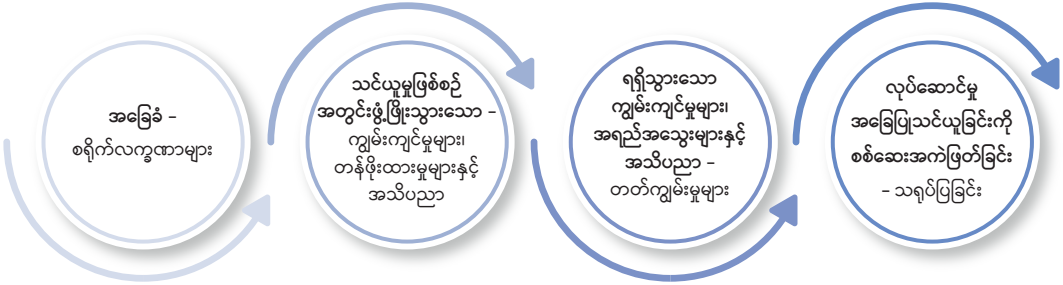 အခြေခံ –
စရိုက်လက္ခဏာများ
သင်ယူမှုဖြစ်စဉ်
အတွင်းဖွံ့ဖြိုးသွားသော –
ကျွမ်းကျင်မှုများ၊
တန်ဖိုးထားမှုများနှင့်
အသိပညာ
ရရှိသွားသော
ကျွမ်းကျင်မှုများ၊
အရည်အသွေးများနှင့်
အသိပညာ –
တတ်ကျွမ်းမှုများ
လုပ်ဆောင်မှု
အခြေပြုသင်ယူခြင်းကို
စစ်ဆေးအကဲဖြတ်ခြင်း
– သရုပ်ပြခြင်း